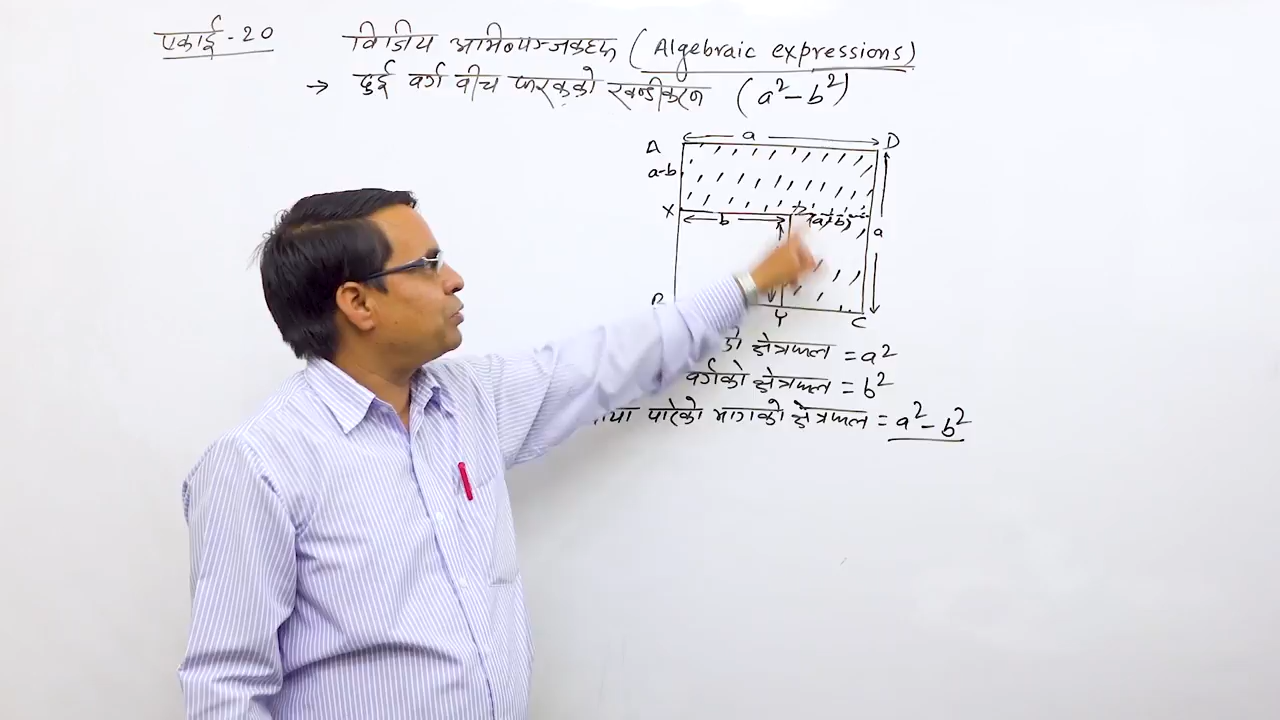 एकाई - 20
विजिय अभिव्यन्जकहरू (Algebraic expressions)
→ दुई वर्ग बीच फरकको खण्डीकरण (a² - b²)
A a D
a-b
X b (a-b) a
Y C
को क्षेत्रफल = a²
वर्गको क्षेत्रफल = b²
पारेको भागको क्षेत्रफल = a² - b²